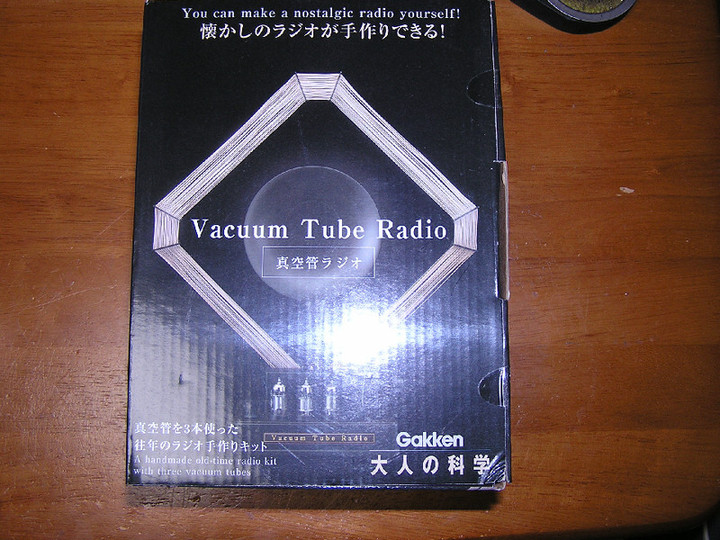 You can make a nostalgic radio yourself!
懐かしのラジオが手作りできる!
Vacuum Tube Radio
真空管ラジオ
真空管を3本使った
往年のラジオ手作りキット
A handmade old-time radio kit
with three vacuum tubes
Vacuum Tube Radio
Gakken
大人の科学